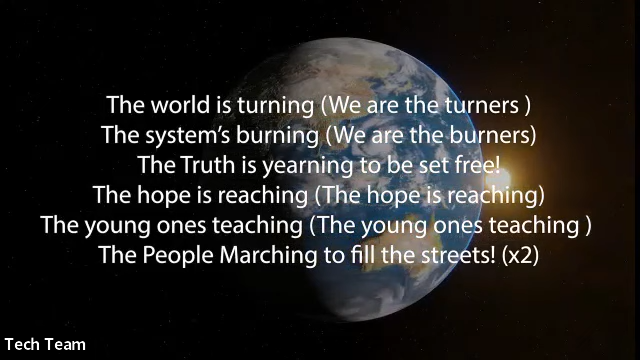 The world is turning (We are the turners )
The system’s burning (We are the burners)
The Truth is yearning to be set free!
The hope is reaching (The hope is reaching)
The young ones teaching (The young ones teaching )
The People Marching to fill the streets! (x2)
Tech Team